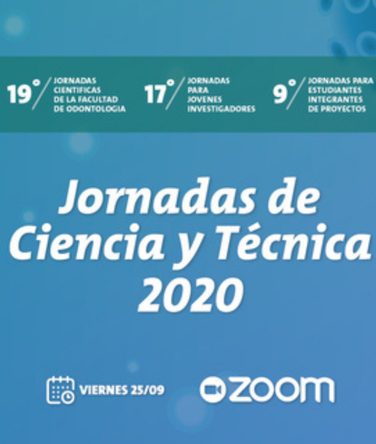 19° JORNADAS
CIENTIFICAS
DE LA FACULTAD
DE ODONTOLOGIA
17° JORNADAS
PARA
JOVENES
INVESTIGADORES
9° JORNADAS PARA
ESTUDIANTES
INTEGRANTES
DE PROYECTOS
Jornadas de
Ciencia y Técnica
2020
VIERNES 25/09
zoom